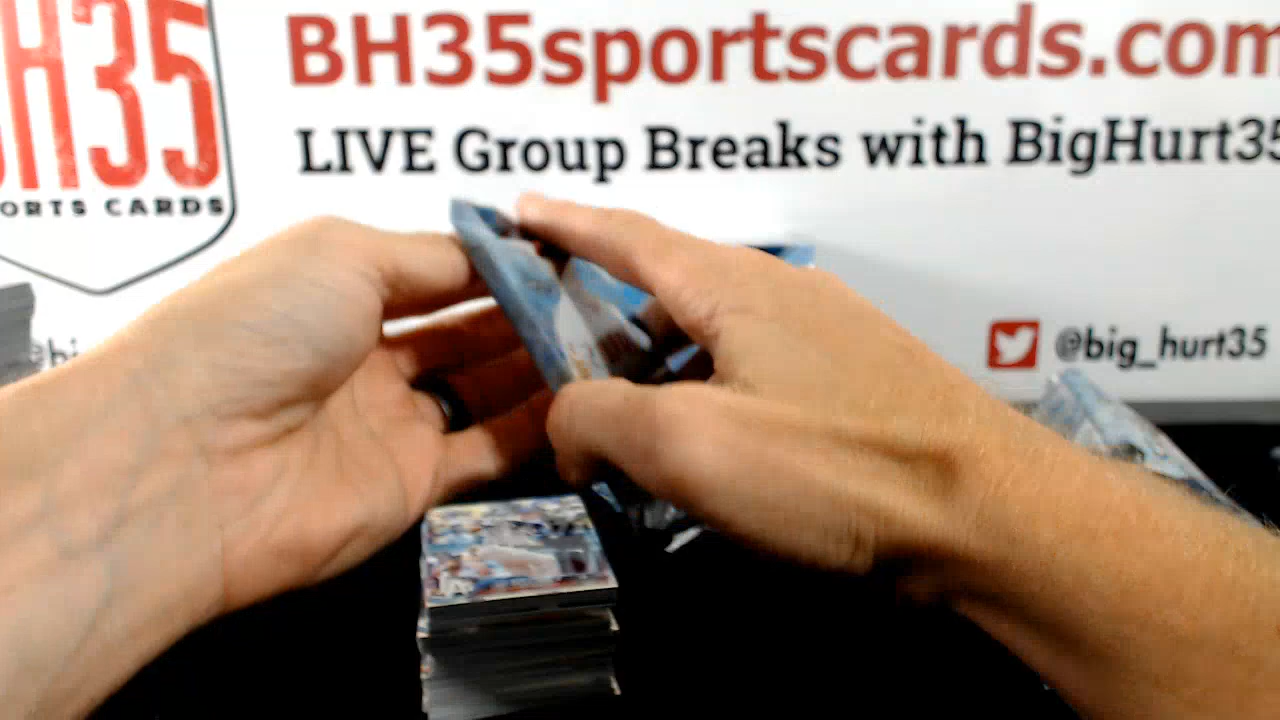 H35
ORTS CARDS
BH35sportscards.com
LIVE Group Breaks with BigHurt35
@big_hurt35